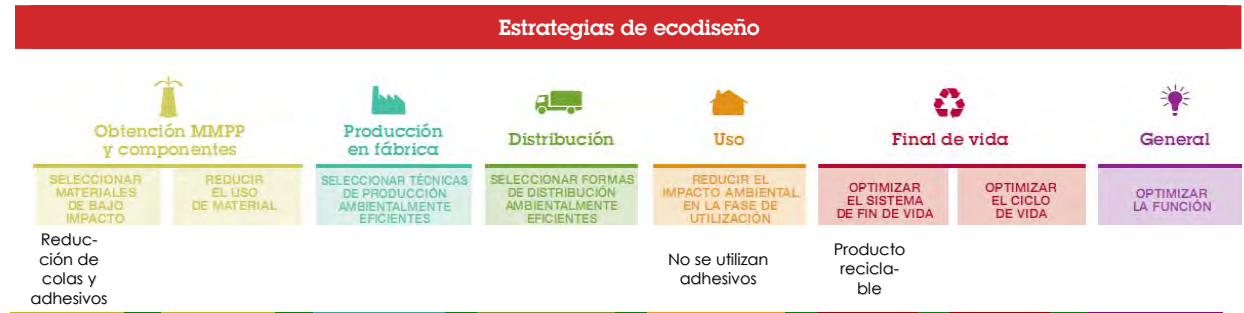 Estrategias de ecodiseño
Obtención MMPP
y componentes
Producción
en fábrica
Distribución
Uso
Final de vida
General
SELECCIONAR
MATERIALES
DE BAJO
IMPACTO
REDUCIR
EL USO
DE MATERIAL
SELECCIONAR TÉCNICAS
DE PRODUCCIÓN
AMBIENTALMENTE
EFICIENTES
SELECCIONAR FORMAS
DE DISTRIBUCIÓN
AMBIENTALMENTE
EFICIENTES
REDUCIR EL
IMPACTO AMBIENTAL
EN LA FASE DE
UTILIZACIÓN
OPTIMIZAR
EL SISTEMA
DE FIN DE VIDA
OPTIMIZAR
EL CICLO
DE VIDA
OPTIMIZAR
LA FUNCIÓN
Reduc-
ción de
colas y
adhesivos
No se utilizan
adhesivos
Producto
recicla-
ble